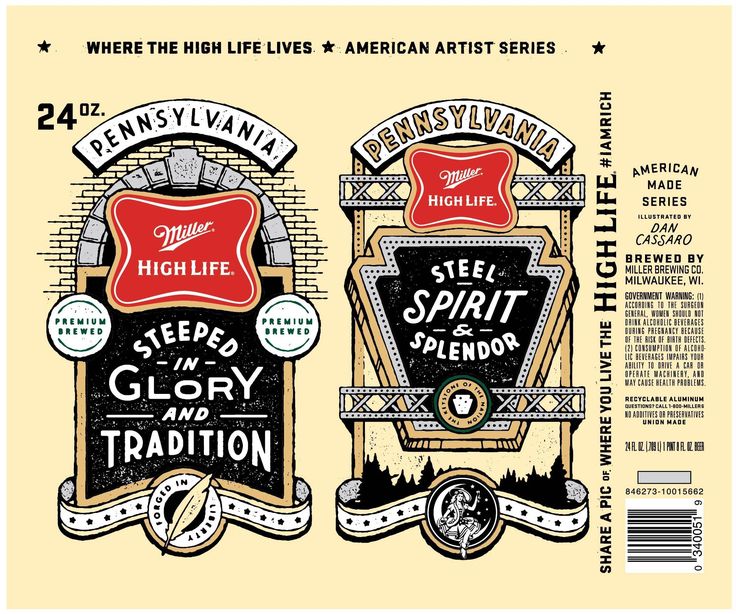 WHERE THE HIGH LIFE LIVES ★ AMERICAN ARTIST SERIES
24 OZ.
PENNSYLVANIA
Miller
HIGH LIFE®
PREMIUM
BREWED
PREMIUM
BREWED
STEEPED
IN
GLORY
AND
TRADITION
FORGED IN LIBERTY
PENNSYLVANIA
Miller
HIGH LIFE®
STEEL
SPIRIT
&
SPLENDOR
THE KEYSTONE OF THE NATION
SHARE A PIC OF WHERE YOU LIVE THE HIGH LIFE #IAMRICH
AMERICAN
MADE
SERIES
ILLUSTRATED BY
DAN
CASSARO
BREWED BY
MILLER BREWING CO.
MILWAUKEE, WI.
GOVERNMENT WARNING: (1)
ACCORDING TO THE SURGEON
GENERAL, WOMEN SHOULD NOT
DRINK ALCOHOLIC BEVERAGES
DURING PREGNANCY BECAUSE
OF THE RISK OF BIRTH DEFECTS.
(2) CONSUMPTION OF ALCOHO-
LIC BEVERAGES IMPAIRS YOUR
ABILITY TO DRIVE A CAR OR
OPERATE MACHINERY, AND
MAY CAUSE HEALTH PROBLEMS.
RECYCLABLE ALUMINUM
QUESTIONS? CALL 1-800-MILLERS
NO ADDITIVES OR PRESERVATIVES
UNION MADE
24 FL. OZ. (709 L) 1 PINT 8 FL. OZ. BEER
846273-10015662
0 340051 9